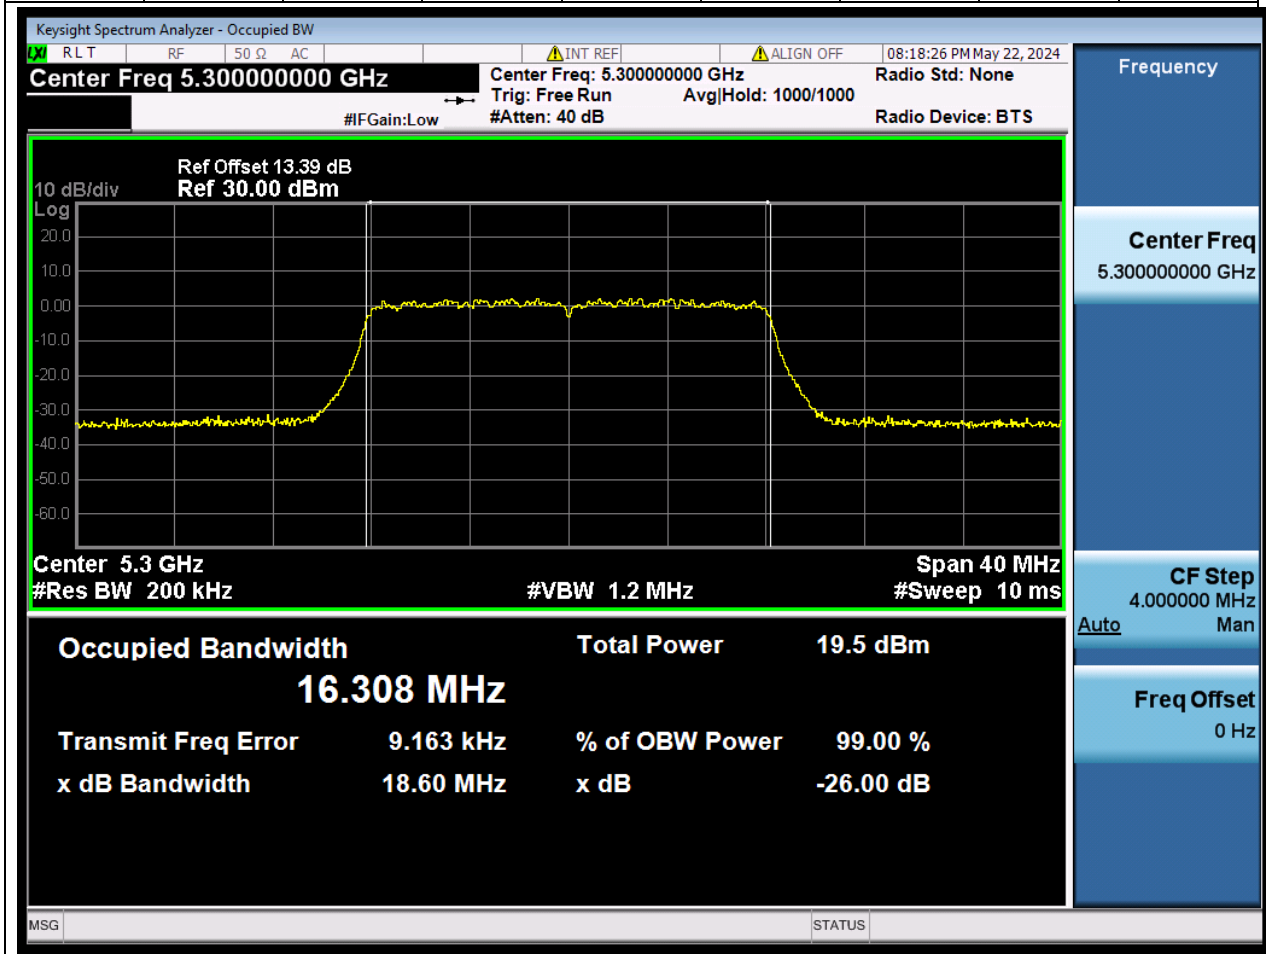 Keysight Spectrum Analyzer - Occupied BW
LXI RLT RF 50 Ω AC INT REF ALIGN OFF 08:18:26 PM May 22, 2024
Center Freq 5.300000000 GHz
Center Freq: 5.300000000 GHz
Radio Std: None
Trig: Free Run Avg|Hold: 1000/1000
#IFGain:Low
#Atten: 40 dB
Radio Device: BTS
Frequency
Ref Offset 13.39 dB
10 dB/div Ref 30.00 dBm
Log
20.0
10.0
0.00
-10.0
-20.0
-30.0
-40.0
-50.0
-60.0
Center 5.3 GHz Span 40 MHz
#Res BW 200 kHz #VBW 1.2 MHz #Sweep 10 ms
Center Freq
5.300000000 GHz
CF Step
4.000000 MHz
Auto Man
Freq Offset
0 Hz
Occupied Bandwidth Total Power 19.5 dBm
16.308 MHz
Transmit Freq Error 9.163 kHz % of OBW Power 99.00 %
x dB Bandwidth 18.60 MHz x dB -26.00 dB
MSG STATUS